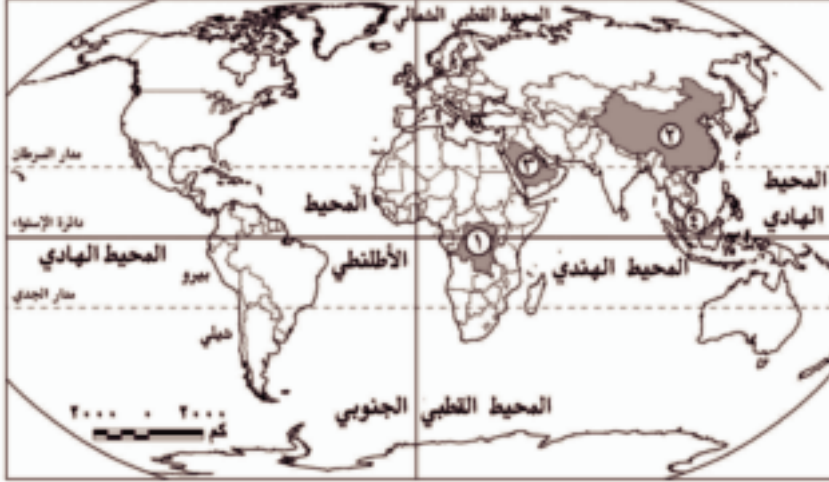 المحيط القطبي الشمالي
مدار السرطان
دائرة الإستواء
مدار الجدي
المحيط
الأطلنطي
المحيط
الهادي
المحيط الهادي
المحيط الهندي
بيرو
شيلي
المحيط القطبي الجنوبي
١
٢
٣
٤
٢٠٠٠ ٠ ٢٠٠٠
كم